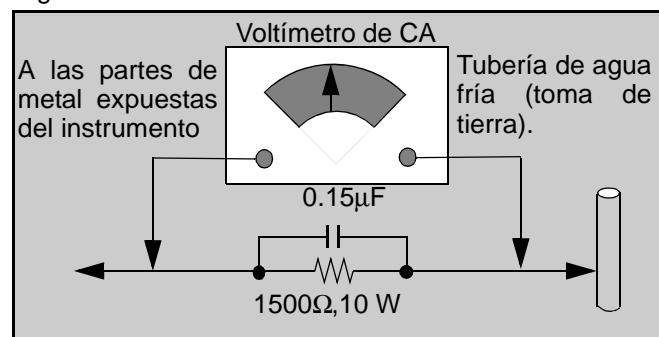 Voltímetro de CA
A las partes de
metal expuestas
del instrumento
Tubería de agua
fría (toma de
tierra).
0.15μF
1500Ω,10 W